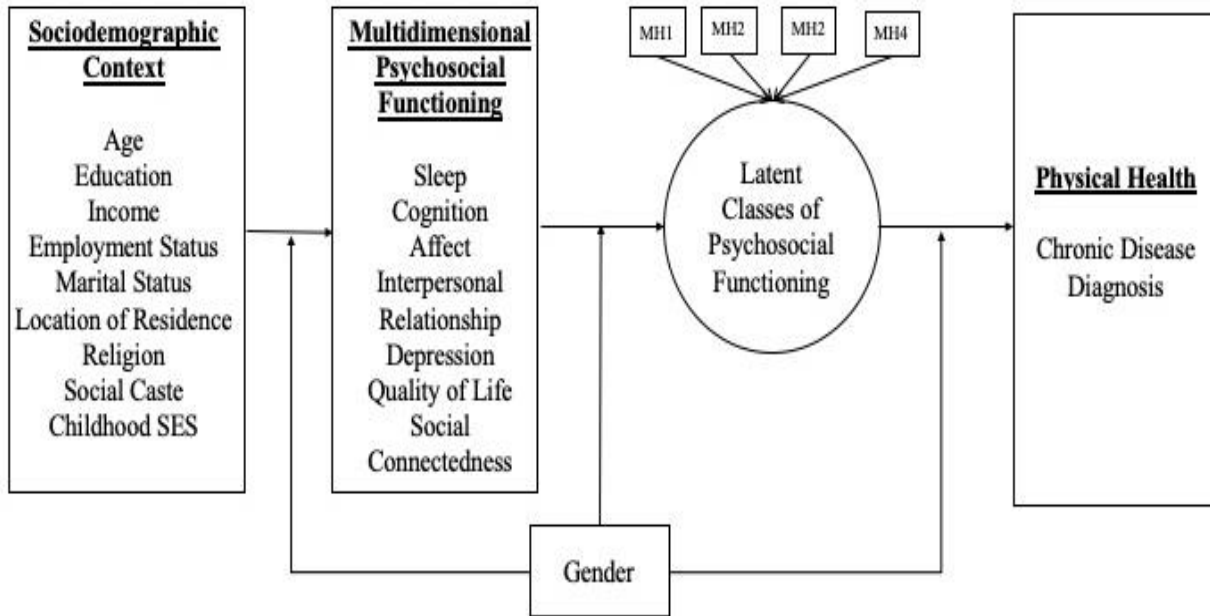 Sociodemographic
Context
Age
Education
Income
Employment Status
Marital Status
Location of Residence
Religion
Social Caste
Childhood SES
Multidimensional
Psychosocial
Functioning
Sleep
Cognition
Affect
Interpersonal
Relationship
Depression
Quality of Life
Social
Connectedness
MH1
MH2
MH2
MH4
Latent
Classes of
Psychosocial
Functioning
Physical Health
Chronic Disease
Diagnosis
Gender